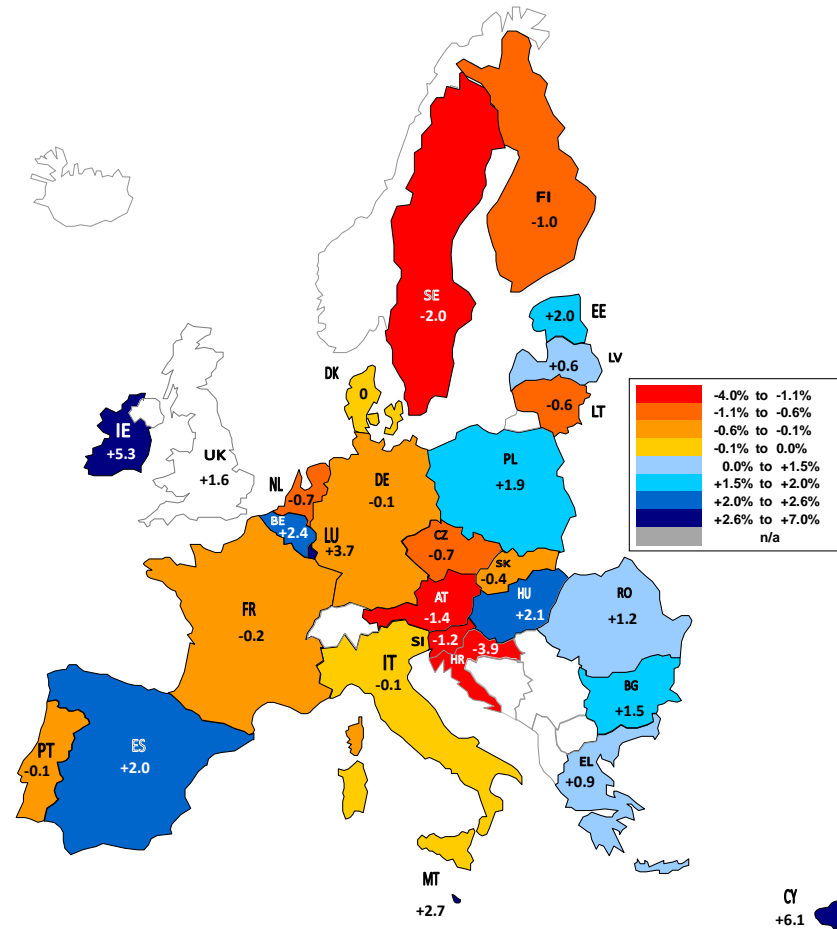 FI
-1.0
SE
-2.0
EE
+2.0
LV
+0.6
DK
0
LT
-0.6
IE
+5.3
UK
+1.6
PL
+1.9
NL
-0.7
DE
-0.1
BE
+2.4
LU
+3.7
CZ
-0.7
SK
-0.4
FR
-0.2
AT
-1.4
HU
+2.1
RO
+1.2
SI
-1.2
HR
-3.9
IT
-0.1
BG
+1.5
PT
-0.1
ES
+2.0
EL
+0.9
MT
+2.7
CY
+6.1
-4.0% to -1.1%
-1.1% to -0.6%
-0.6% to -0.1%
-0.1% to 0.0%
0.0% to +1.5%
+1.5% to +2.0%
+2.0% to +2.6%
+2.6% to +7.0%
n/a